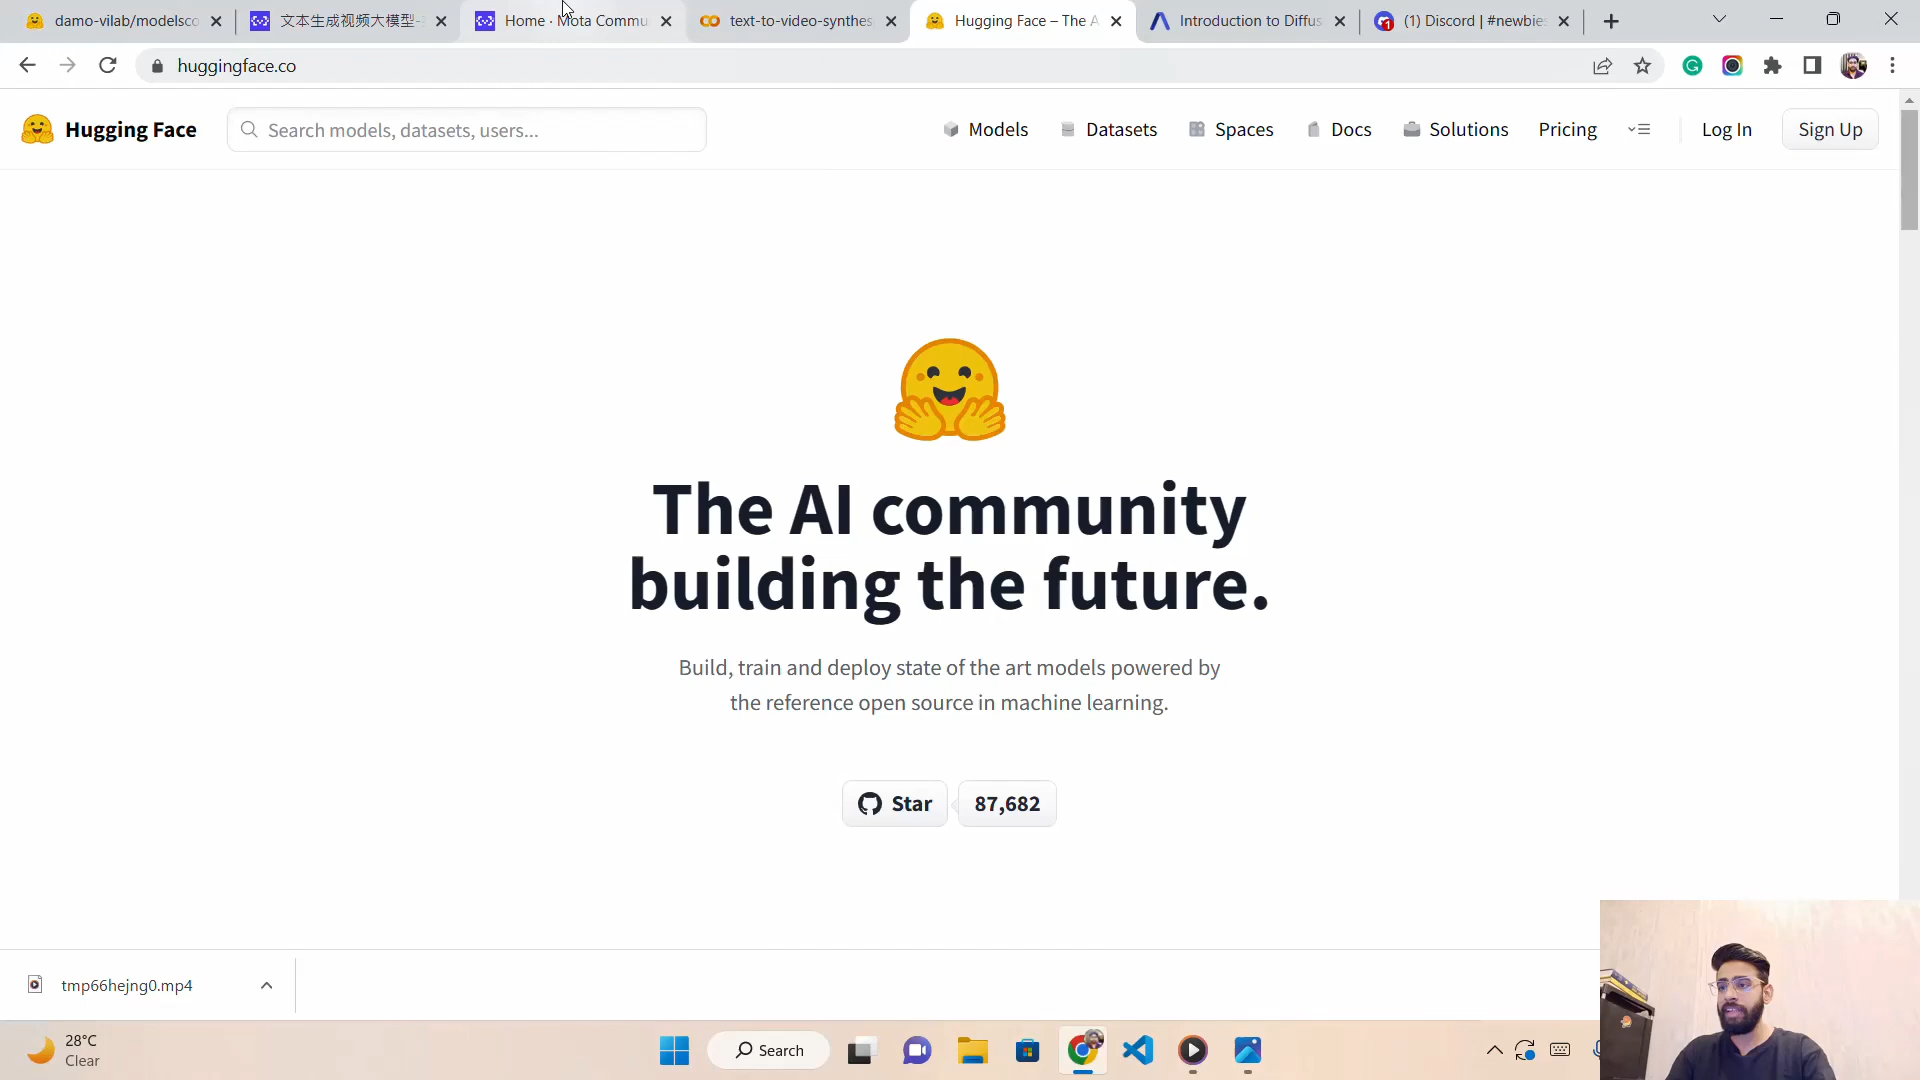 damo-vilab/modelsco
文本生成视频大模型-
Home · Mota Commu
text-to-video-synthes
Hugging Face – The A
Introduction to Diffus
(1) Discord | #newbies
huggingface.co
Hugging Face
Search models, datasets, users...
Models
Datasets
Spaces
Docs
Solutions
Pricing
Log In
Sign Up
The AI community
building the future.
Build, train and deploy state of the art models powered by
the reference open source in machine learning.
Star
87,682
tmp66hejng0.mp4
28°C
Clear
Search